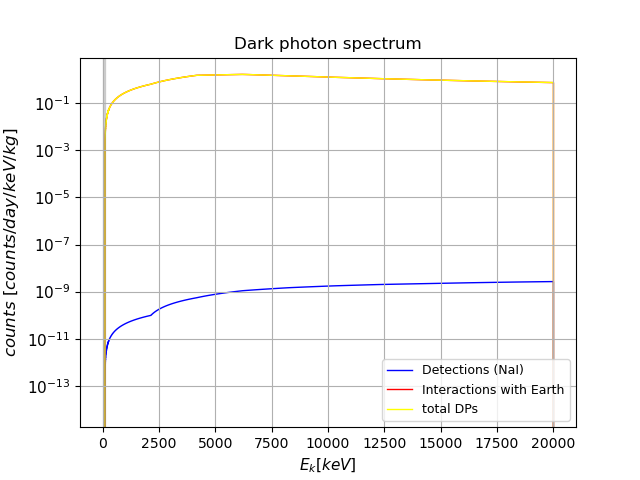 Dark photon spectrum
counts [counts/day/keV/kg]
10⁻¹
10⁻³
10⁻⁵
10⁻⁷
10⁻⁹
10⁻¹¹
10⁻¹³
Detections (NaI)
Interactions with Earth
total DPs
0 2500 5000 7500 10000 12500 15000 17500 20000
Eₖ[keV]